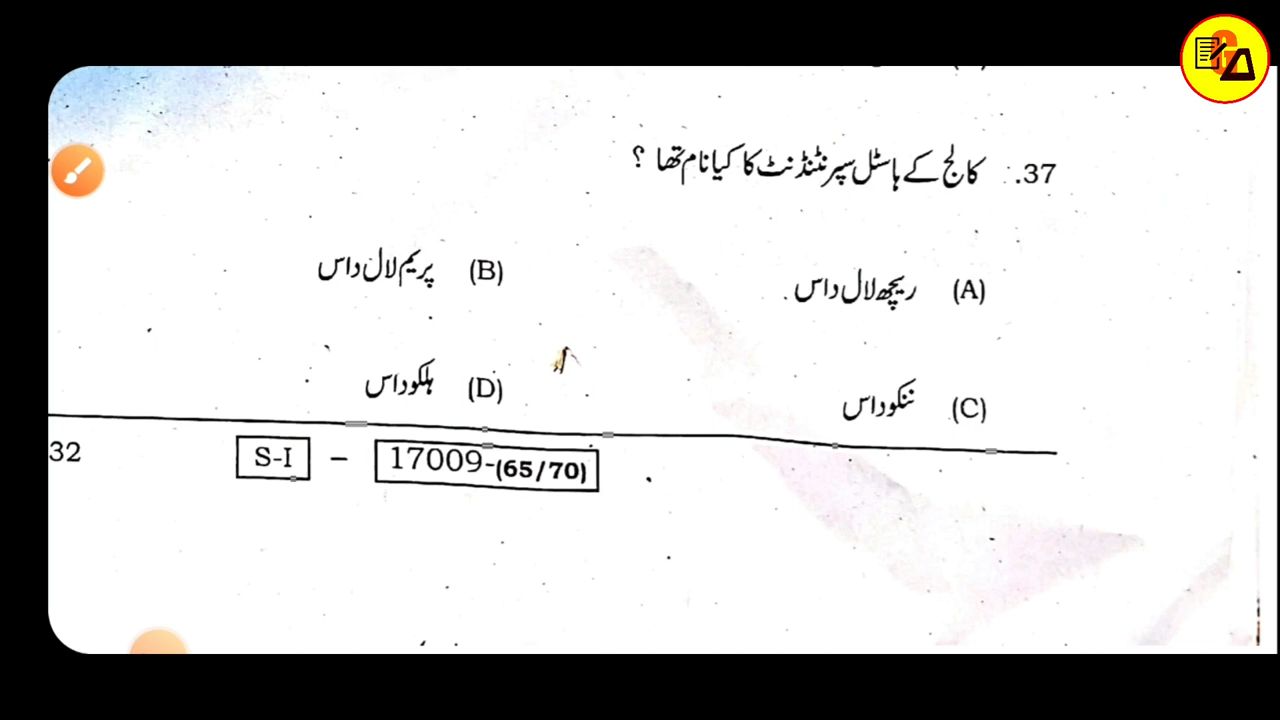 37. کالج کے ہاسٹل سپرنٹنڈنٹ کا کیا نام تھا ؟
(A) ریچھ لال داس (B) پریم لال داس
(C) ننکو داس (D) ہلکو داس
32 S-I – 17009-(65/70)